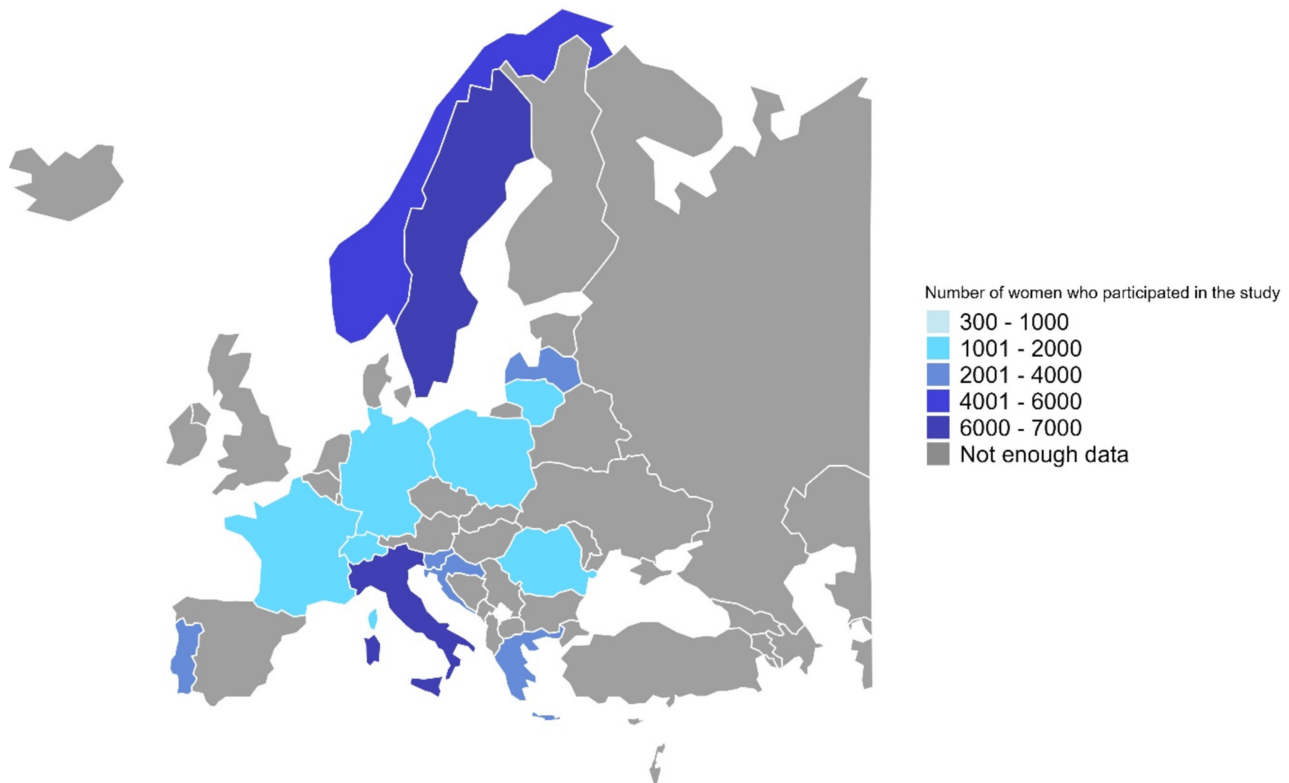 Number of women who participated in the study
300 - 1000
1001 - 2000
2001 - 4000
4001 - 6000
6000 - 7000
Not enough data